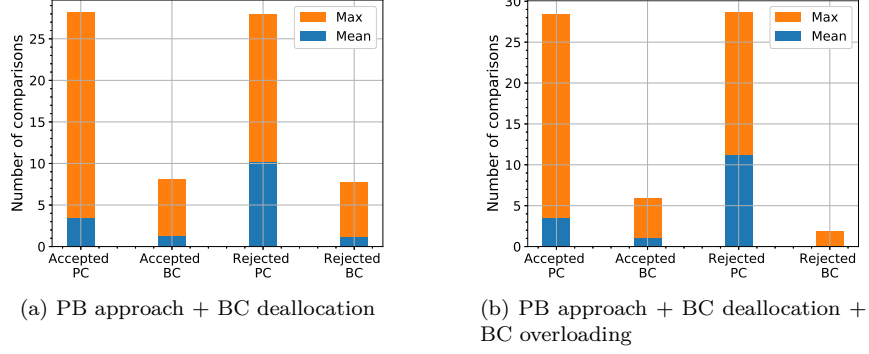 Max
Mean
Number of comparisons
25
20
15
10
5
0
Accepted PC
Accepted BC
Rejected PC
Rejected BC
(a) PB approach + BC deallocation
Max
Mean
Number of comparisons
30
25
20
15
10
5
0
Accepted PC
Accepted BC
Rejected PC
Rejected BC
(b) PB approach + BC deallocation +
BC overloading